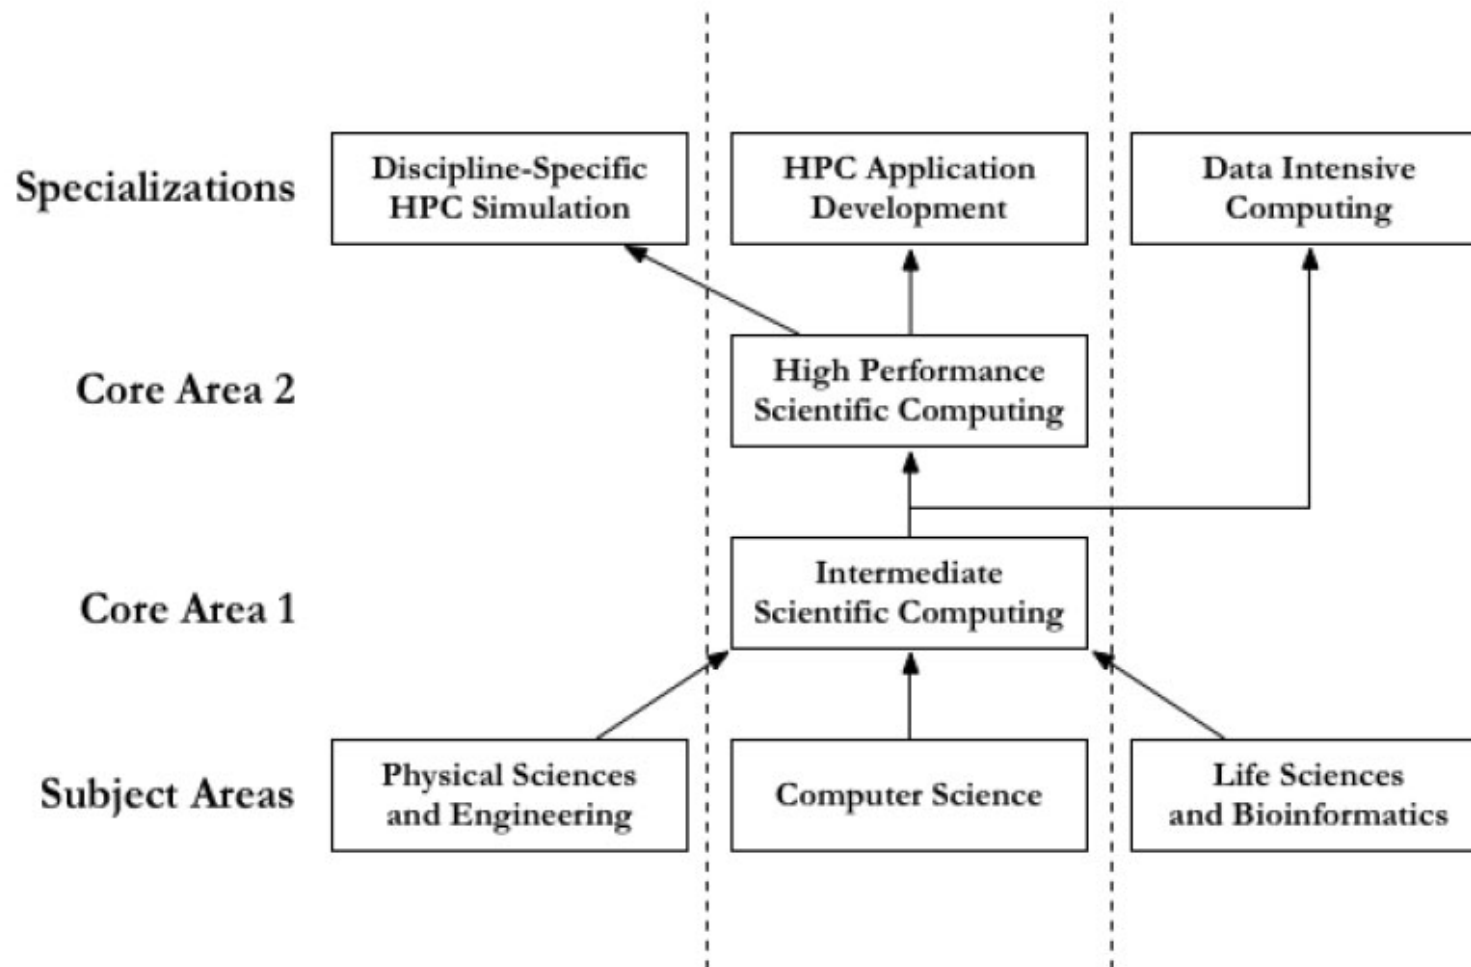 Specializations
Discipline-Specific
HPC Simulation
HPC Application
Development
Data Intensive
Computing
Core Area 2
High Performance
Scientific Computing
Core Area 1
Intermediate
Scientific Computing
Subject Areas
Physical Sciences
and Engineering
Computer Science
Life Sciences
and Bioinformatics